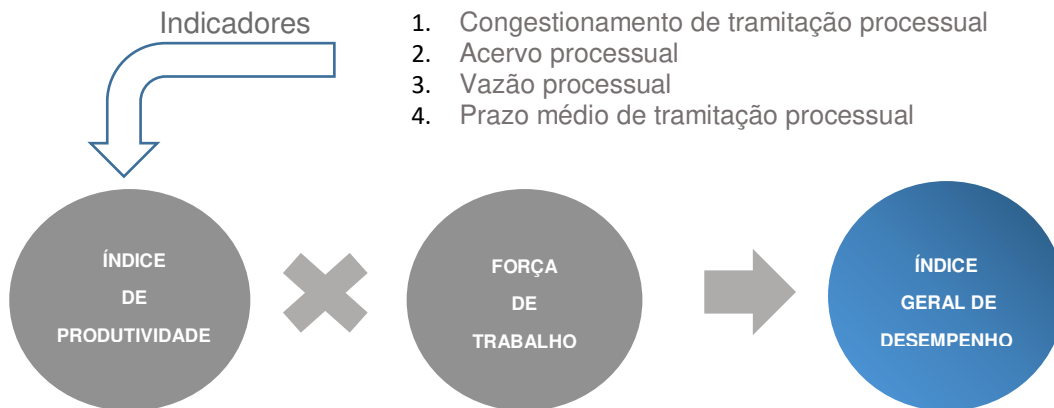 Indicadores
1. Congestionamento de tramitação processual
2. Acervo processual
3. Vazão processual
4. Prazo médio de tramitação processual
ÍNDICE
DE
PRODUTIVIDADE
FORÇA
DE
TRABALHO
ÍNDICE
GERAL DE
DESEMPENHO